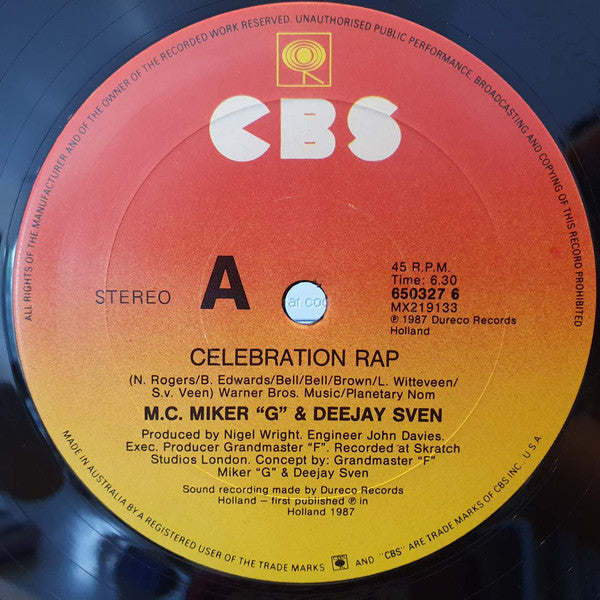 ALL RIGHTS OF THE MANUFACTURER AND OF THE OWNER OF THE RECORDED WORK RESERVED. UNAUTHORISED PUBLIC PERFORMANCE, BROADCASTING AND COPYING OF THIS RECORD PROHIBITED
CBS
STEREO
A
45 R.P.M.
Time: 6.30
650327 6
MX219133
℗ 1987 Dureco Records
Holland
ar coo
CELEBRATION RAP
(N. Rogers/B. Edwards/Bell/Bell/Brown/L. Witteveen/
S.v. Veen) Warner Bros. Music/Planetary Nom
M.C. MIKER "G" & DEEJAY SVEN
Produced by Nigel Wright. Engineer John Davies.
Exec. Producer Grandmaster "F". Recorded at Skratch
Studios London. Concept by: Grandmaster "F"
Miker "G" & Deejay Sven
Sound recording made by Dureco Records
Holland – first published ℗ in
Holland 1987
MADE IN AUSTRALIA BY A REGISTERED USER OF THE TRADE MARKS CBS AND "CBS" ARE TRADE MARKS OF CBS INC. U.S.A.